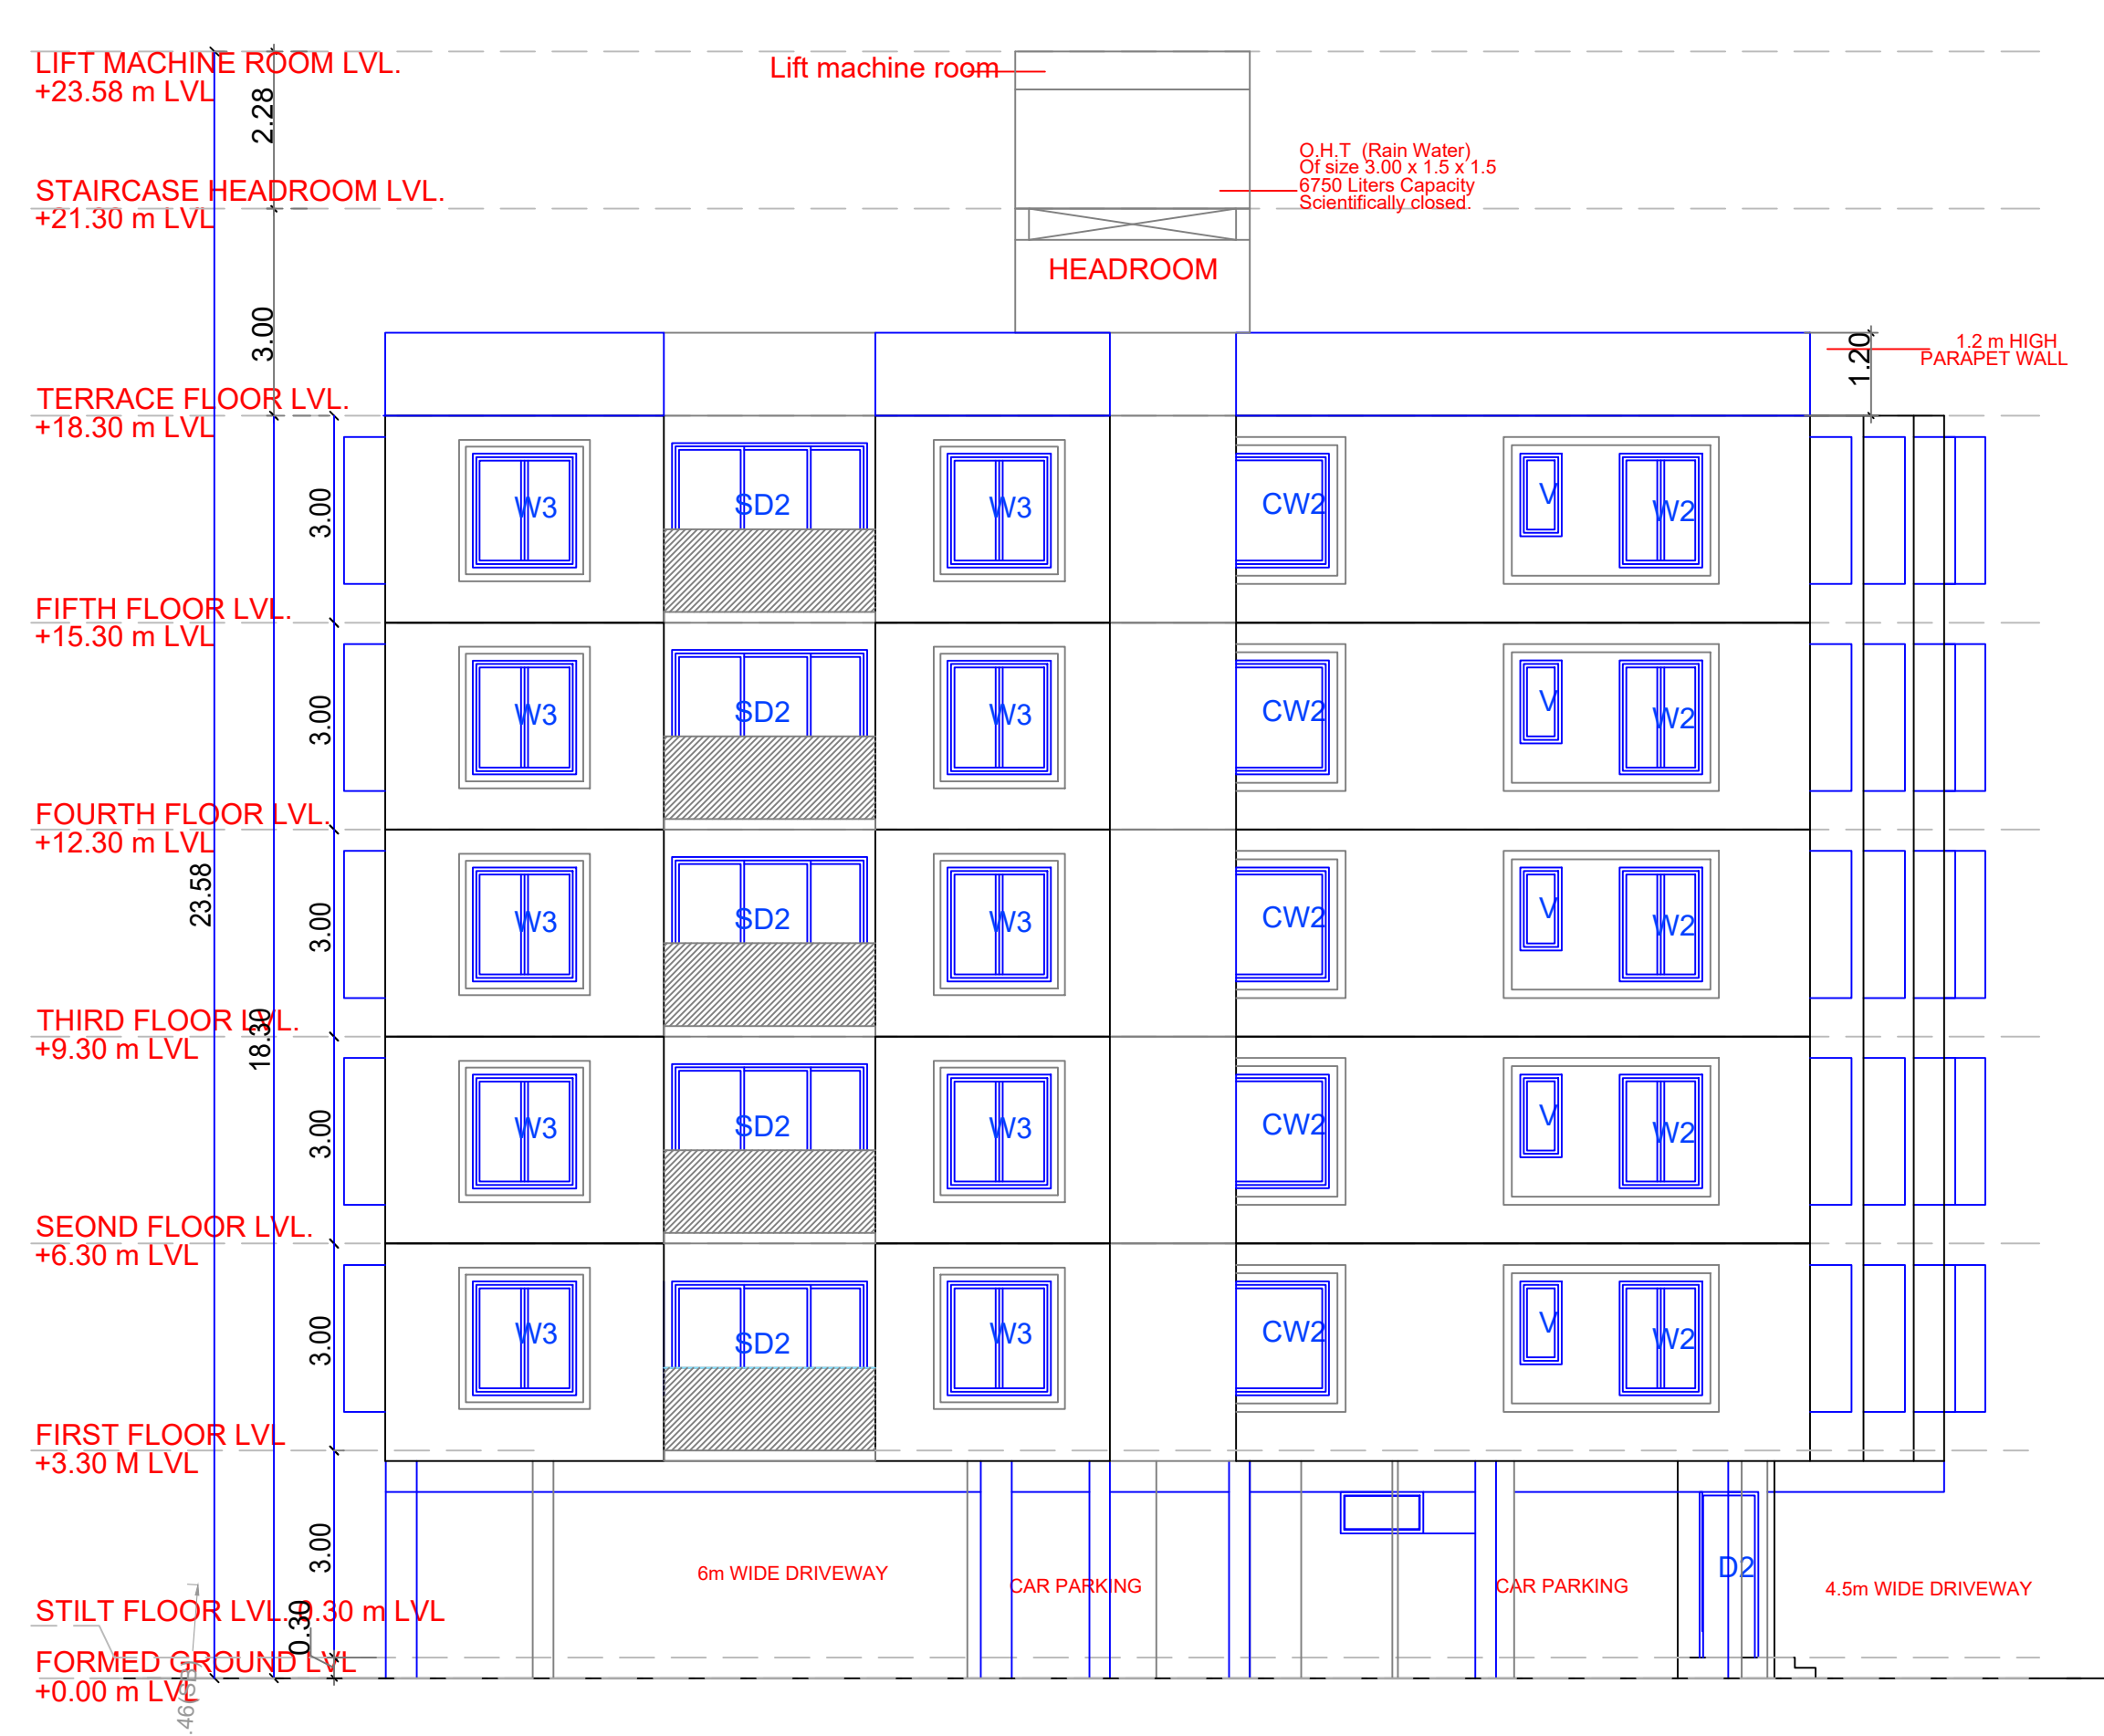 LIFT MACHINE ROOM LVL.
+23.58 m LVL
Lift machine room
2.28
O.H.T (Rain Water)
Of size 3.00 x 1.5 x 1.5
6750 Liters Capacity
Scientifically closed.
STAIRCASE HEADROOM LVL.
+21.30 m LVL
HEADROOM
3.00
1.20
1.2 m HIGH
PARAPET WALL
TERRACE FLOOR LVL.
+18.30 m LVL
3.00
W3 SD2 W3 CW2 V W2
FIFTH FLOOR LVL.
+15.30 m LVL
3.00
W3 SD2 W3 CW2 V W2
FOURTH FLOOR LVL.
+12.30 m LVL
23.58
3.00
W3 SD2 W3 CW2 V W2
THIRD FLOOR LVL.
+9.30 m LVL
18.30
3.00
W3 SD2 W3 CW2 V W2
SEOND FLOOR LVL.
+6.30 m LVL
3.00
W3 SD2 W3 CW2 V W2
FIRST FLOOR LVL
+3.30 M LVL
3.00
6m WIDE DRIVEWAY
CAR PARKING
CAR PARKING
D2
4.5m WIDE DRIVEWAY
STILT FLOOR LVL. 0.30 m LVL
0.30
FORMED GROUND LVL
+0.00 m LVL